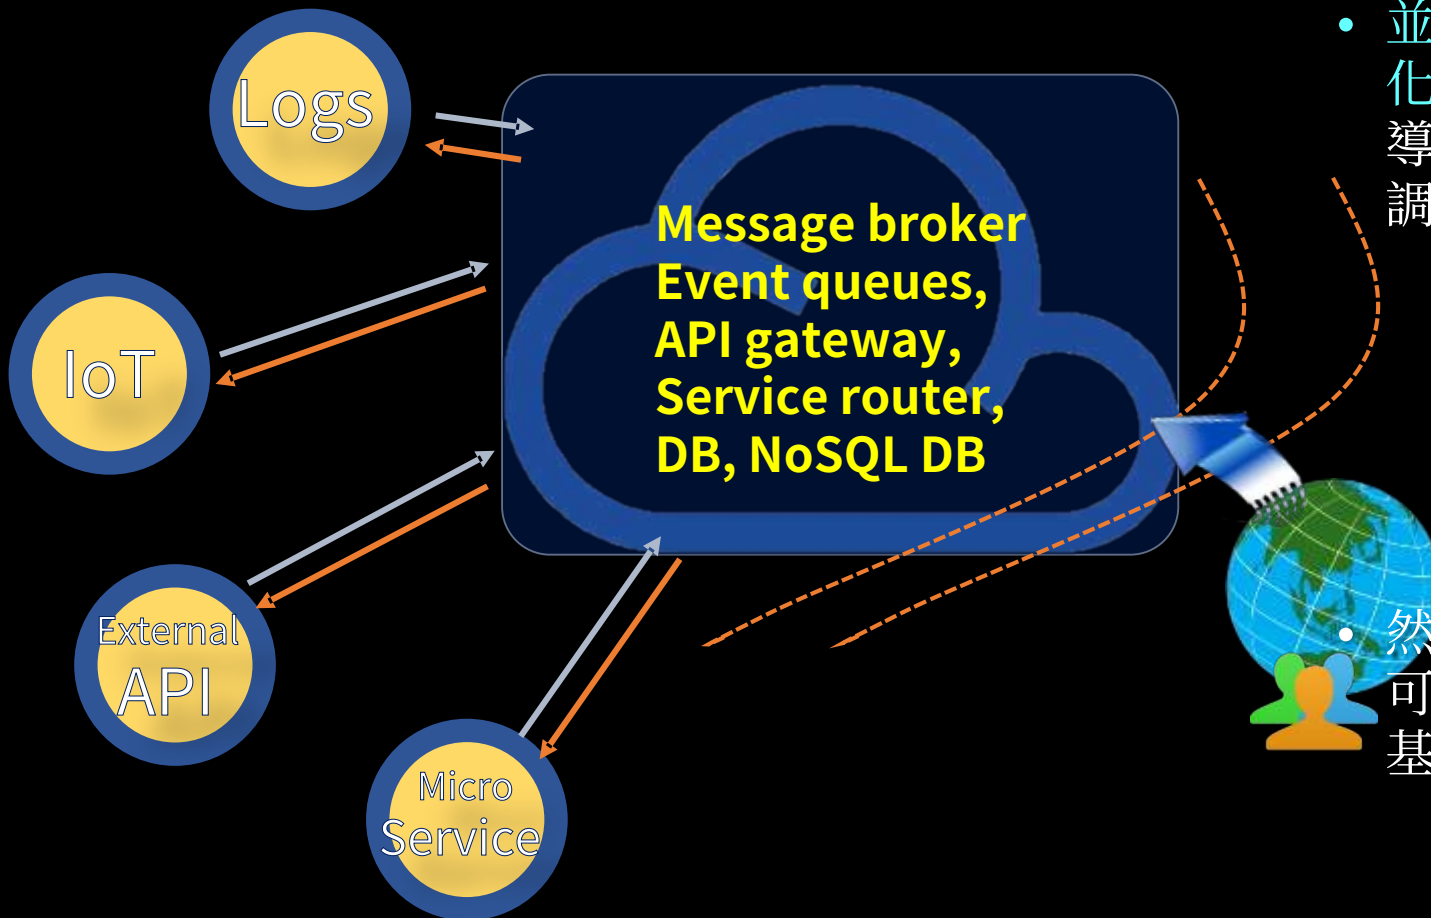 Logs
IoT
External
API
Micro
Service
Message broker
Event queues,
API gateway,
Service router,
DB, NoSQL DB
• 並
化
導
調
• 然
可
基